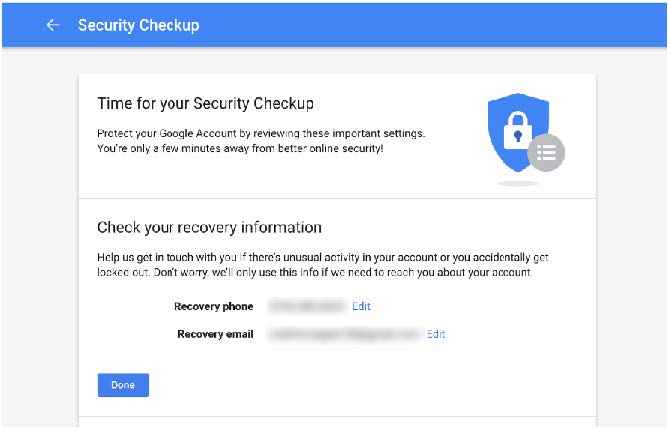 Security Checkup
Time for your Security Checkup
Protect your Google Account by reviewing these important settings.
You're only a few minutes away from better online security!
Check your recovery information
Help us get in touch with you if there's unusual activity in your account or you accidentally get
locked out. Don't worry, we'll only use this info if we need to reach you about your account.
Recovery phone Edit
Recovery email Edit
Done